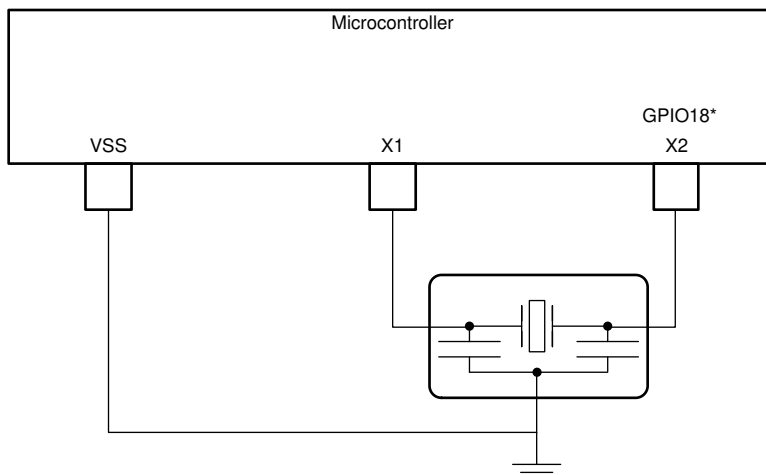 Microcontroller
GPIO18*
VSS
X1
X2